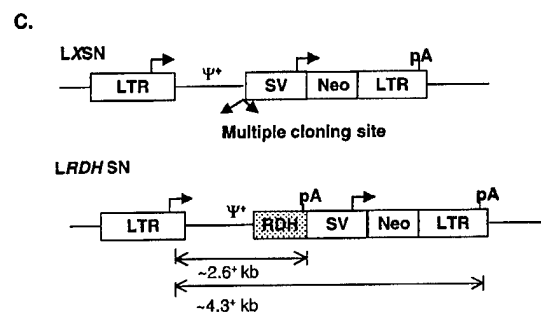 C.
LXSN
LTR
Ψ+
SV
Neo
LTR
pA
Multiple cloning site
LRDH SN
LTR
Ψ+
RDH
pA
SV
Neo
LTR
pA
~2.6+ kb
~4.3+ kb